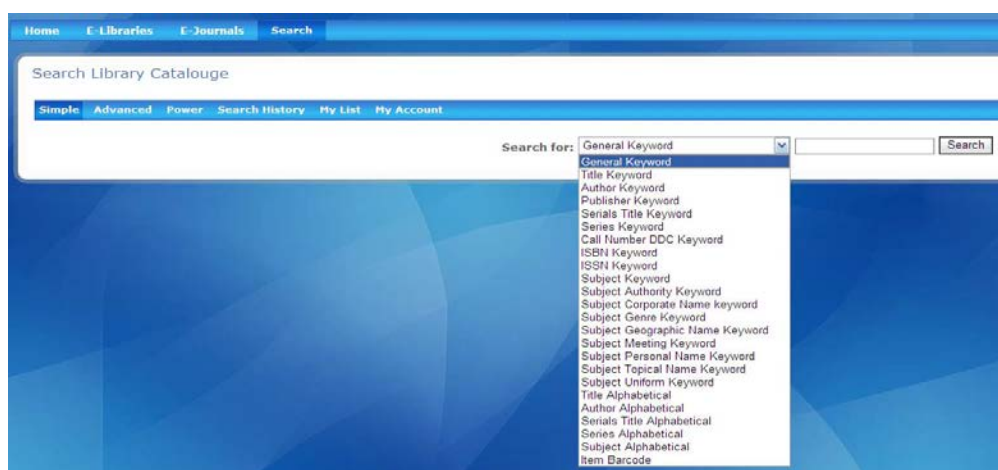 Home E-Libraries E-Journals Search
Search Library Catalouge
Simple Advanced Power Search History My List My Account
Search for: General Keyword Search
General Keyword
Title Keyword
Author Keyword
Publisher Keyword
Serials Title Keyword
Series Keyword
Call Number DDC Keyword
ISBN Keyword
ISSN Keyword
Subject Keyword
Subject Authority Keyword
Subject Corporate Name keyword
Subject Genre Keyword
Subject Geographic Name Keyword
Subject Meeting Keyword
Subject Personal Name Keyword
Subject Topical Name Keyword
Subject Uniform Keyword
Title Alphabetical
Author Alphabetical
Serials Title Alphabetical
Series Alphabetical
Subject Alphabetical
Item Barcode